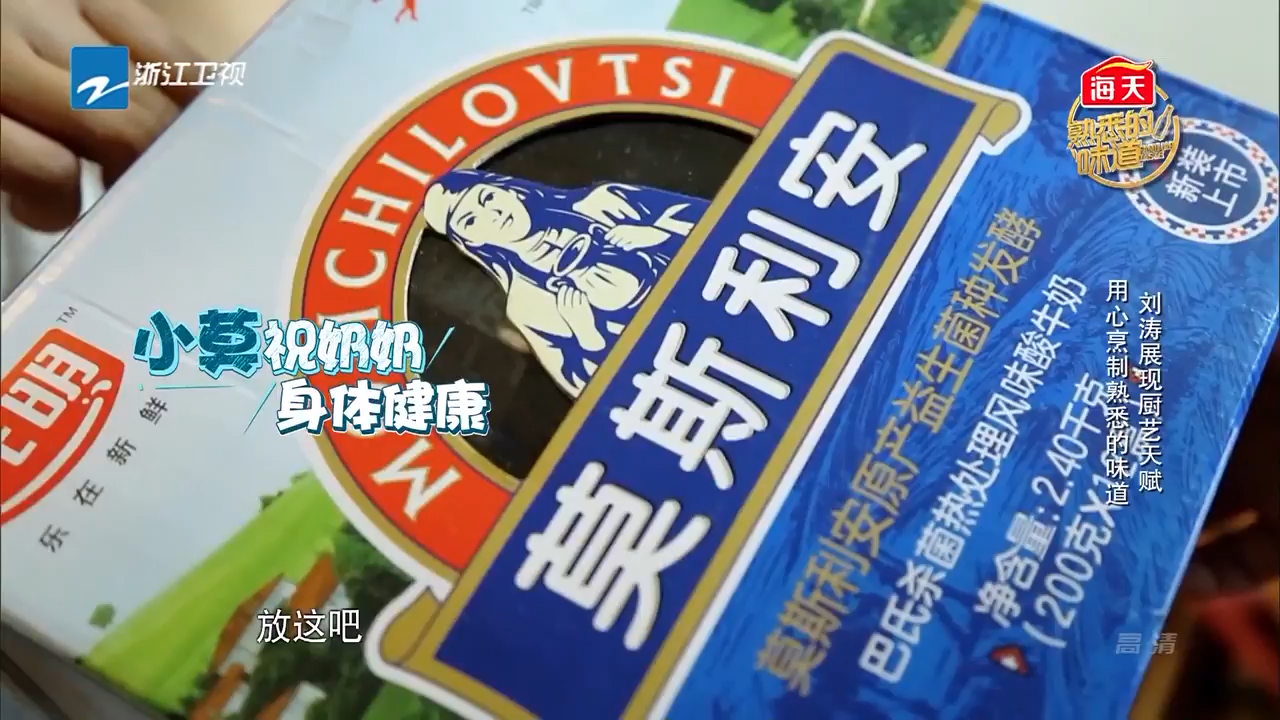 浙江卫视
海天
熟悉的
味道
新装
上市
MOMCHILOVTSI
莫斯利安
莫斯利安原产益生菌种发酵
巴氏杀菌热处理风味酸牛奶
净含量:2.40千克
(200克X1
光明
TM
乐在新鲜
小莫祝奶奶
身体健康
刘涛展现厨艺天赋
用心烹制熟悉的味道
放这吧
高清